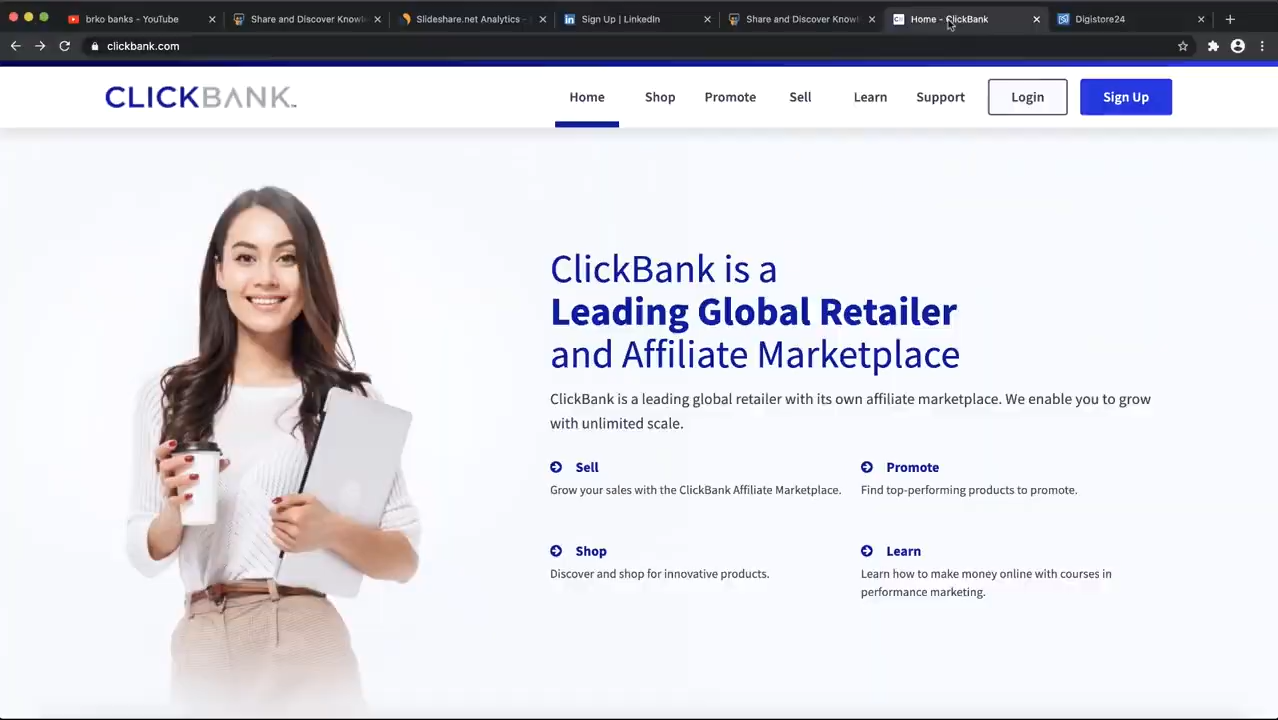 brko banks - YouTube
Share and Discover Knowle
Slideshare.net Analytics -
Sign Up | LinkedIn
Share and Discover Knowle
Home - ClickBank
Digistore24
clickbank.com
CLICKBANK™
Home
Shop
Promote
Sell
Learn
Support
Login
Sign Up
ClickBank is a
Leading Global Retailer
and Affiliate Marketplace
ClickBank is a leading global retailer with its own affiliate marketplace. We enable you to grow
with unlimited scale.
Sell
Grow your sales with the ClickBank Affiliate Marketplace.
Promote
Find top-performing products to promote.
Shop
Discover and shop for innovative products.
Learn
Learn how to make money online with courses in
performance marketing.